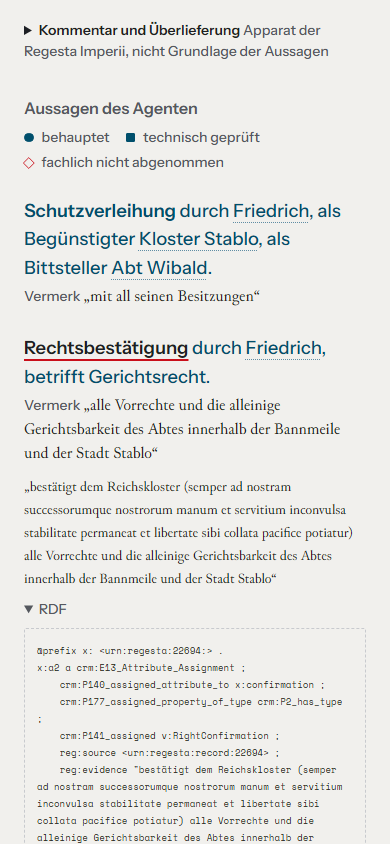 ▶ Kommentar und Überlieferung Apparat der
Regesta Imperii, nicht Grundlage der Aussagen
Aussagen des Agenten
behauptet technisch geprüft
fachlich nicht abgenommen
Schutzverleihung durch Friedrich, als
Begünstigter Kloster Stablo, als
Bittsteller Abt Wibald.
Vermerk „mit all seinen Besitzungen“
Rechtsbestätigung durch Friedrich,
betrifft Gerichtsrecht.
Vermerk „alle Vorrechte und die alleinige
Gerichtsbarkeit des Abtes innerhalb der Bannmeile
und der Stadt Stablo“
„bestätigt dem Reichskloster (semper ad nostram
successorumque nostrorum manum et servitium inconvulsa
stabilitate permaneat et libertate sibi collata pacifice potiatur)
alle Vorrechte und die alleinige Gerichtsbarkeit des Abtes
innerhalb der Bannmeile und der Stadt Stablo“
▼ RDF
@prefix x: <urn:regesta:22694:> .
x:a2 a crm:E13_Attribute_Assignment ;
crm:P140_assigned_attribute_to x:confirmation ;
crm:P177_assigned_property_of_type crm:P2_has_type
;
crm:P141_assigned v:RightConfirmation ;
reg:source <urn:regesta:record:22694> ;
reg:evidence "bestätigt dem Reichskloster (semper
ad nostram successorumque nostrorum manum et servitium
inconvulsa stabilitate permaneat et libertate sibi
collata pacifice potiatur) alle Vorrechte und die
alleinige Gerichtsbarkeit des Abtes innerhalb der